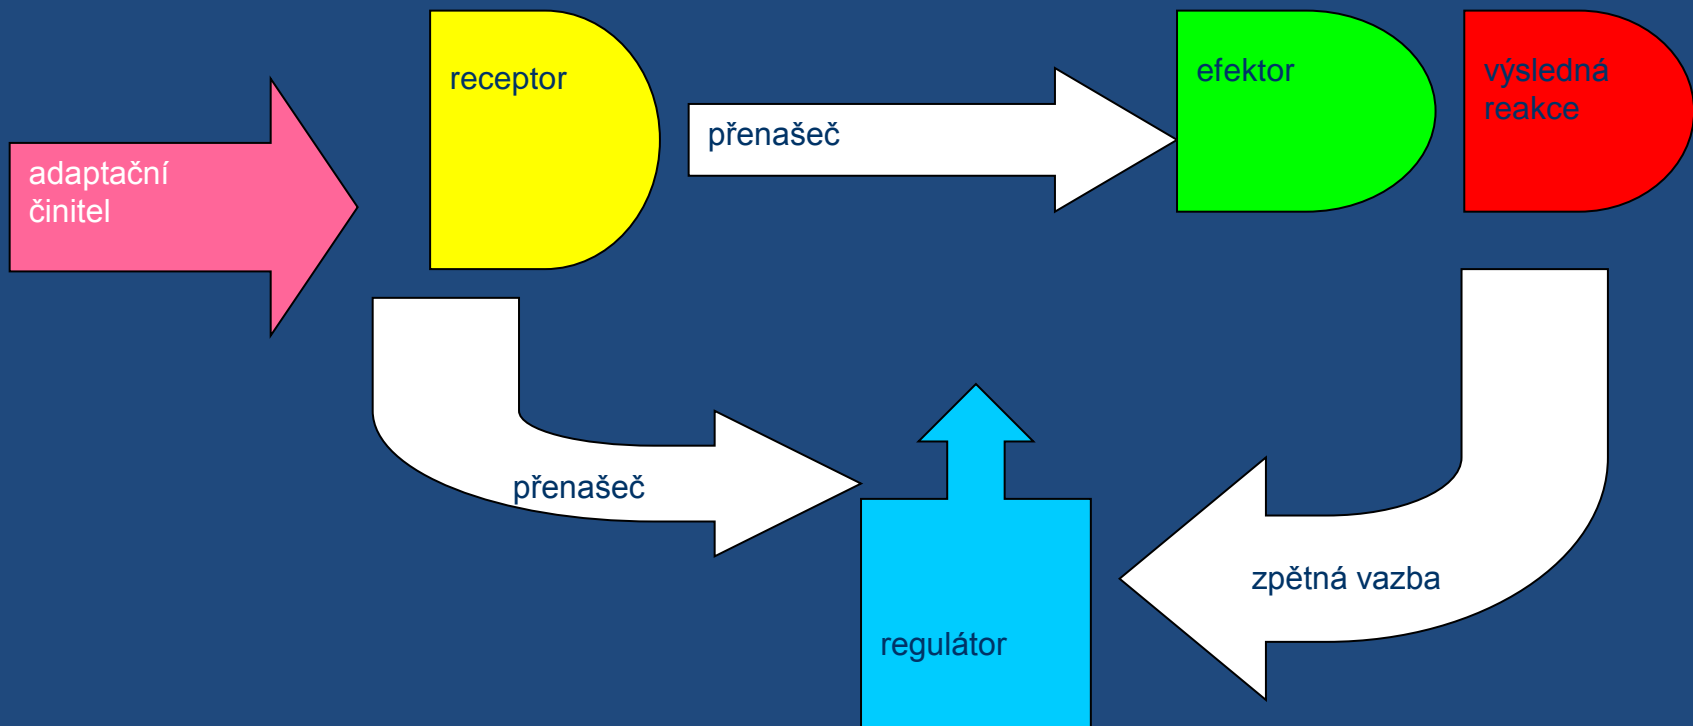 adaptační
činitel
receptor
přenašeč
efektor
výsledná
reakce
přenašeč
regulátor
zpětná vazba